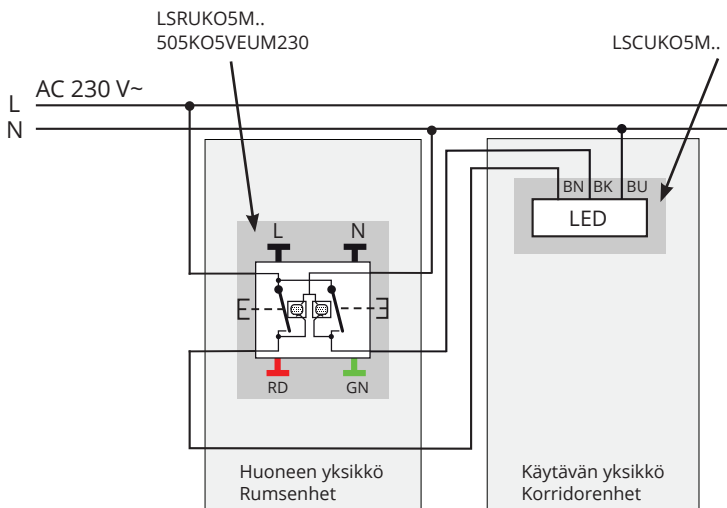 LSRUKO5M..
505KO5VEUM230
LSCUKO5M..
AC 230 V~
L
N
BN BK BU
LED
L N
RD GN
Huoneen yksikkö
Rumsenhet
Käytävän yksikkö
Korridorenhet